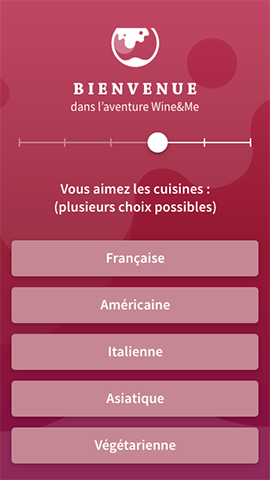 BIENVENUE
dans l'aventure Wine&Me
Vous aimez les cuisines :
(plusieurs choix possibles)
Française
Américaine
Italienne
Asiatique
Végétarienne